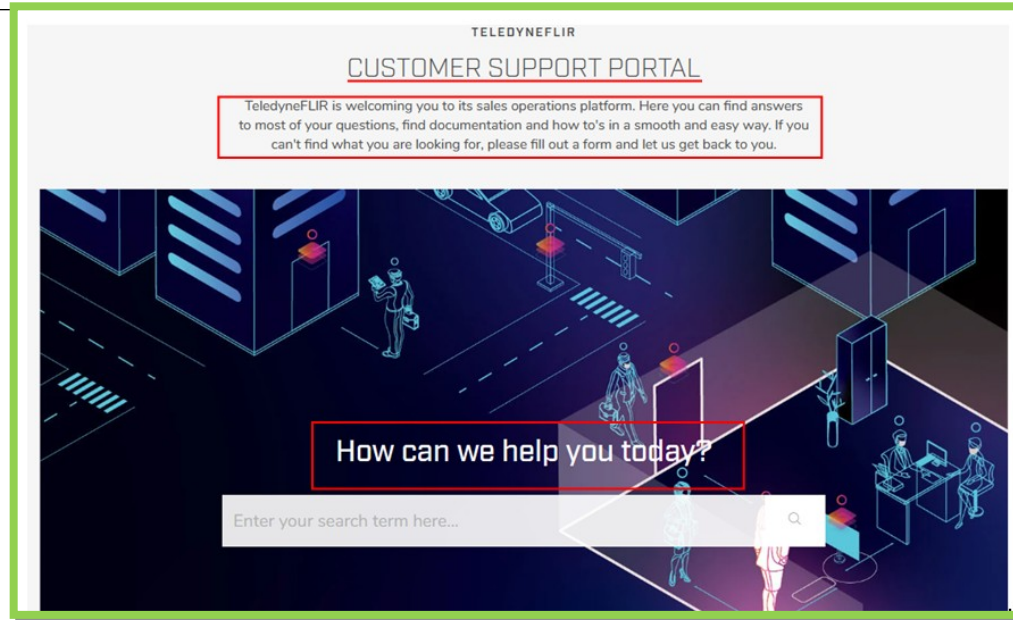 TELEDYNEFLIR
CUSTOMER SUPPORT PORTAL
TeledyneFLIR is welcoming you to its sales operations platform. Here you can find answers
to most of your questions, find documentation and how to's in a smooth and easy way. If you
can't find what you are looking for, please fill out a form and let us get back to you.
How can we help you today?
Enter your search term here...